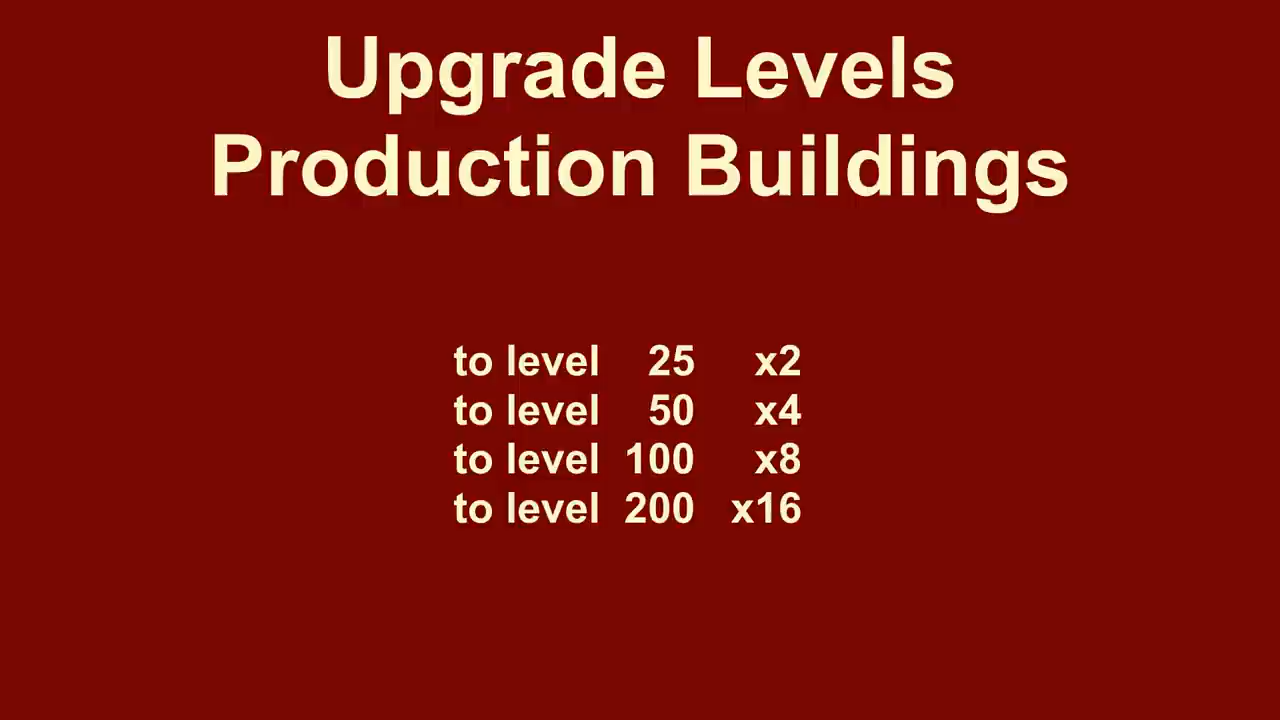 Upgrade Levels
Production Buildings
to level 25 x2
to level 50 x4
to level 100 x8
to level 200 x16